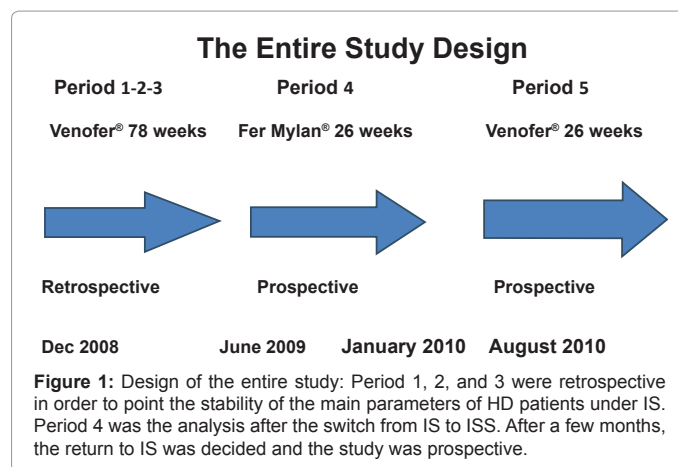 The Entire Study Design
Period 1-2-3 Period 4 Period 5
Venofer® 78 weeks Fer Mylan® 26 weeks Venofer® 26 weeks
Retrospective Prospective Prospective
Dec 2008 June 2009 January 2010 August 2010
Figure 1: Design of the entire study: Period 1, 2, and 3 were retrospective
in order to point the stability of the main parameters of HD patients under IS.
Period 4 was the analysis after the switch from IS to ISS. After a few months,
the return to IS was decided and the study was prospective.